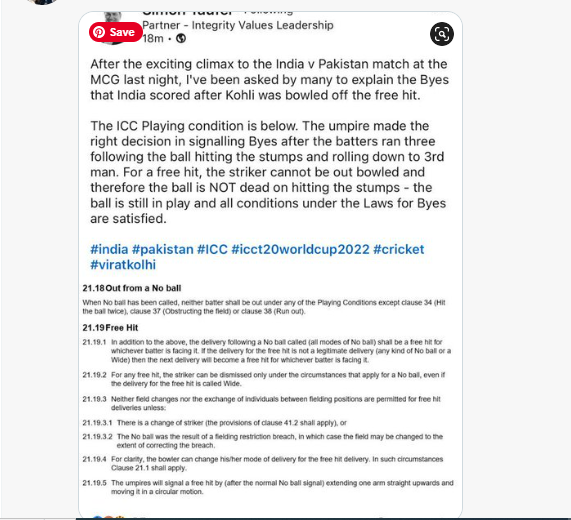 Partner - Integrity Values Leadership
Save
18m •
After the exciting climax to the India v Pakistan match at the
MCG last night, I've been asked by many to explain the Byes
that India scored after Kohli was bowled off the free hit.
The ICC Playing condition is below. The umpire made the
right decision in signalling Byes after the batters ran three
following the ball hitting the stumps and rolling down to 3rd
man. For a free hit, the striker cannot be out bowled and
therefore the ball is NOT dead on hitting the stumps - the
ball is still in play and all conditions under the Laws for Byes
are satisfied.
#india #pakistan #ICC #icct20worldcup2022 #cricket
#viratkolhi
21.18 Out from a No ball
When No ball has been called, neither batter shall be out under any of the Playing Conditions except clause 34 (Hit
the ball twice), clause 37 (Obstructing the field) or clause 38 (Run out).
21.19 Free Hit
21.19.1 In addition to the above, the delivery following a No ball called (all modes of No ball) shall be a free hit for
whichever batter is facing it. If the delivery for the free hit is not a legitimate delivery (any kind of No ball or a
Wide) then the next delivery will become a free hit for whichever batter is facing it.
21.19.2 For any free hit, the striker can be dismissed only under the circumstances that apply for a No ball, even if
the delivery for the free hit is called Wide.
21.19.3 Neither field changes nor the exchange of individuals between fielding positions are permitted for free hit
deliveries unless:
21.19.3.1 There is a change of striker (the provisions of clause 41.2 shall apply), or
21.19.3.2 The No ball was the result of a fielding restriction breach, in which case the field may be changed to the
extent of correcting the breach.
21.19.4 For clarity, the bowler can change his/her mode of delivery for the free hit delivery. In such circumstances
Clause 21.1 shall apply.
21.19.5 The umpires will signal a free hit by (after the normal No ball signal) extending one arm straight upwards and
moving it in a circular motion.